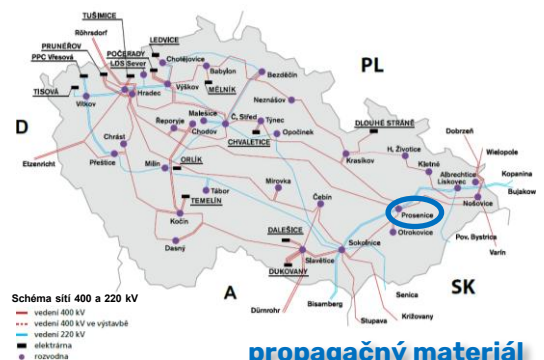 TUŠIMICE
Röhrsdorf
LEDVICE
PRUNÉŘOV
POČERADY
PPC Vřesová
LDS Sever
Chotějovice
Babylon
Bezděčín
PL
TISOVÁ
Vítkov
Hradec
Výškov
MĚLNÍK
Neznášov
D
Chrást
Řeporyje
Malešice
Chodov
Č. Střed
Týnec
Opočínek
DLOUHÉ STRÁNĚ
Dobrzeń
CHVALETICE
Krasíkov
H. Životice
Kletné
Wielopole
Etzenricht
Přeštice
Milín
ORLÍK
Albrechtice
Kopanina
Lískovec
Bujakow
Tábor
Mírovka
Nošovice
Čebín
Prosenice
TEMELÍN
Kočín
Otrokovice
Pov. Bystrica
Varín
Dasný
DALEŠICE
Sokolnice
Slavětice
DUKOVANY
A
SK
Senica
Dürnrohr
Bisamberg
Križovany
Stupava
Schéma sítí 400 a 220 kV
vedení 400 kV
vedení 400 kV ve výstavbě
vedení 220 kV
elektrárna
rozvodna
propagačný materiál